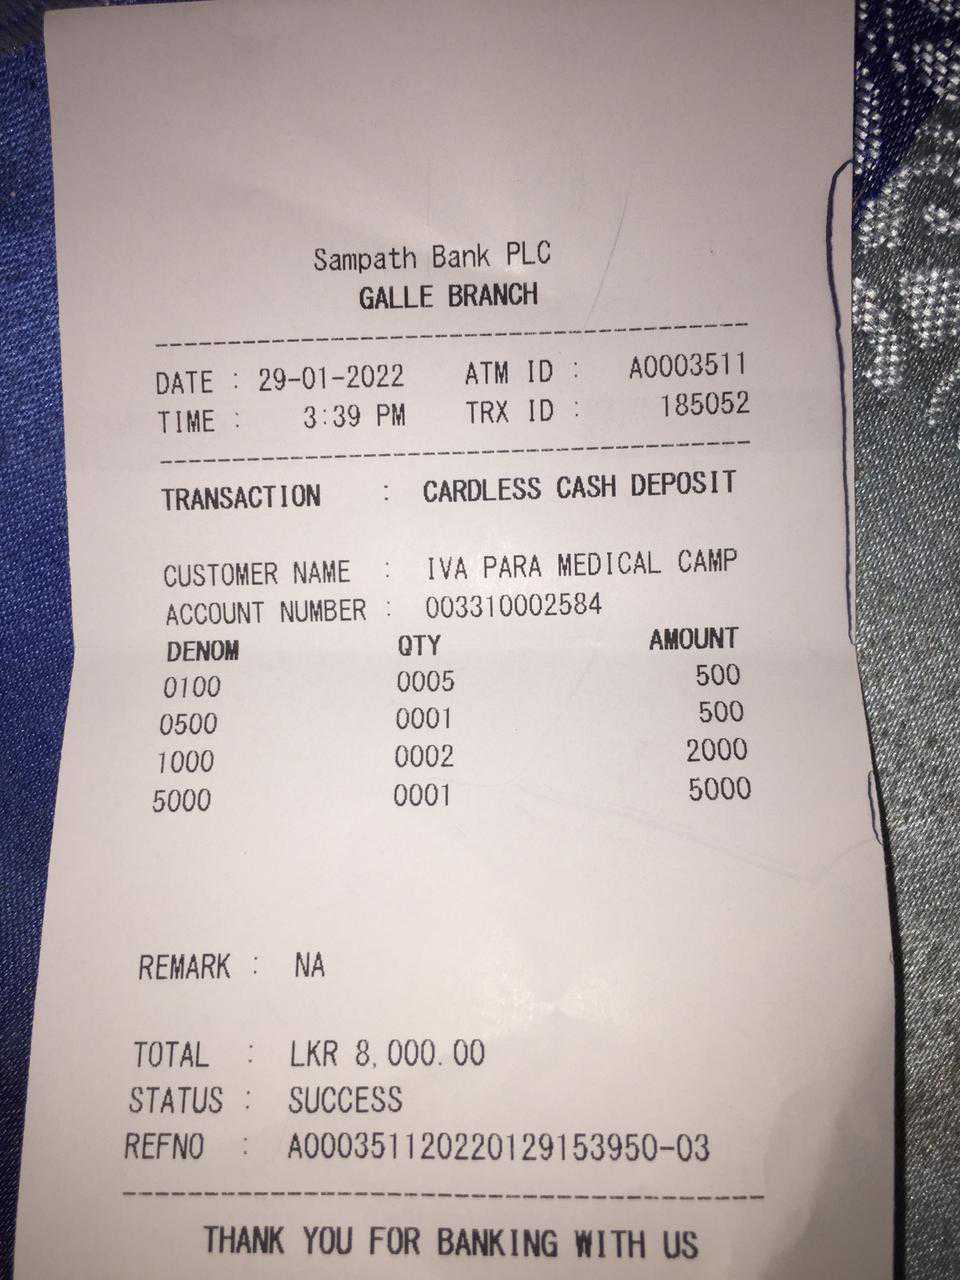 Sampath Bank PLC
GALLE BRANCH
DATE : 29-01-2022 ATM ID : A0003511
TIME : 3:39 PM TRX ID : 185052
TRANSACTION : CARDLESS CASH DEPOSIT
CUSTOMER NAME : IVA PARA MEDICAL CAMP
ACCOUNT NUMBER : 003310002584
DENOM QTY AMOUNT
0100 0005 500
0500 0001 500
1000 0002 2000
5000 0001 5000
REMARK : NA
TOTAL : LKR 8,000.00
STATUS : SUCCESS
REFNO : A000351120220129153950-03
THANK YOU FOR BANKING WITH US